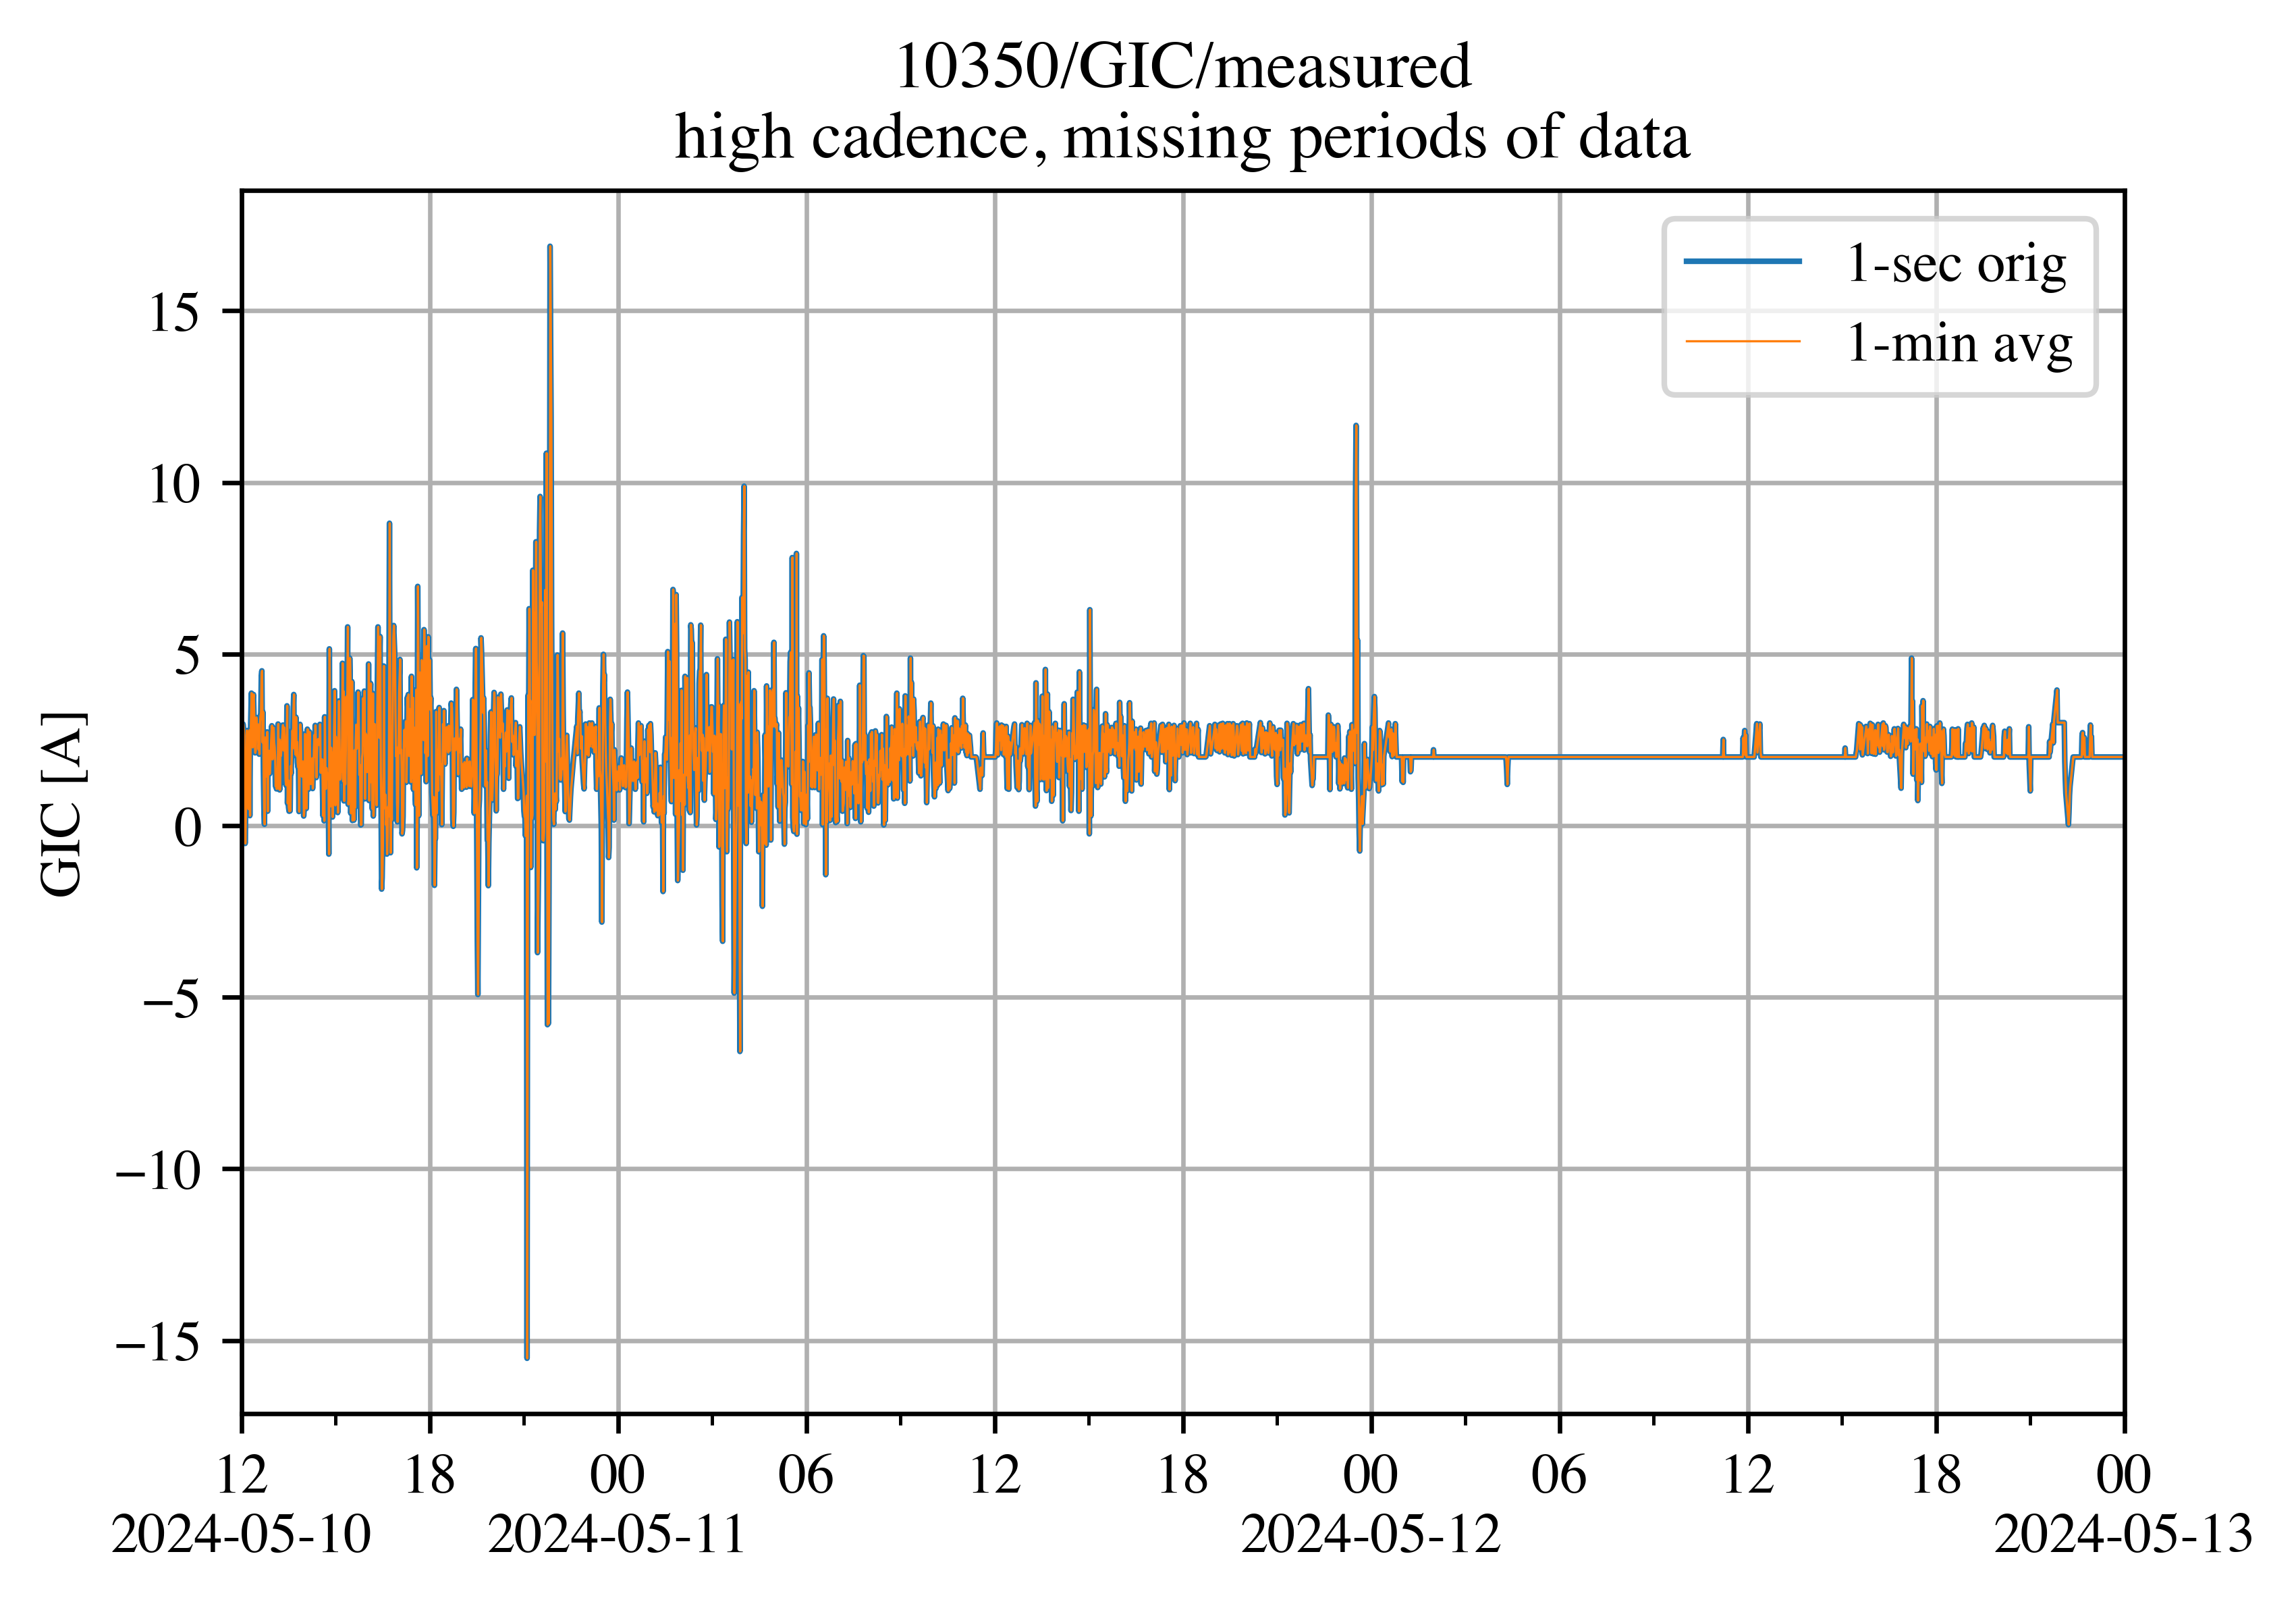 10350/GIC/measured
high cadence, missing periods of data
1-sec orig
1-min avg
15
10
5
0
−5
−10
−15
GIC [A]
12 18 00 06 12 18 00 06 12 18 00
2024-05-10 2024-05-11 2024-05-12 2024-05-13